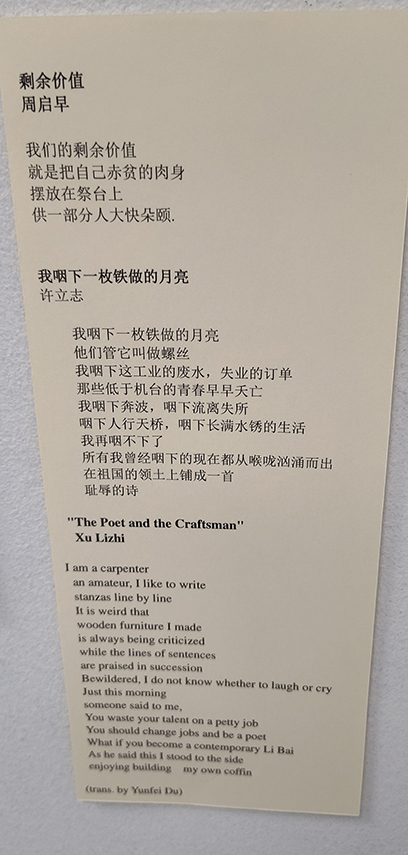 剩余价值
周启早
我们的剩余价值
就是把自己赤贫的肉身
摆放在祭台上
供一部分人大快朵颐.
我咽下一枚铁做的月亮
许立志
我咽下一枚铁做的月亮
他们管它叫做螺丝
我咽下这工业的废水，失业的订单
那些低于机台的青春早早夭亡
我咽下奔波，咽下流离失所
咽下人行天桥，咽下长满水锈的生活
我再咽不下了
所有我曾经咽下的现在都从喉咙汹涌而出
在祖国的领土上铺成一首
耻辱的诗
"The Poet and the Craftsman"
Xu Lizhi
I am a carpenter
an amateur, I like to write
stanzas line by line
It is weird that
wooden furniture I made
is always being criticized
while the lines of sentences
are praised in succession
Bewildered, I do not know whether to laugh or cry
Just this morning
someone said to me,
You waste your talent on a petty job
You should change jobs and be a poet
What if you become a contemporary Li Bai
As he said this I stood to the side
enjoying building my own coffin
(trans. by Yunfei Du)